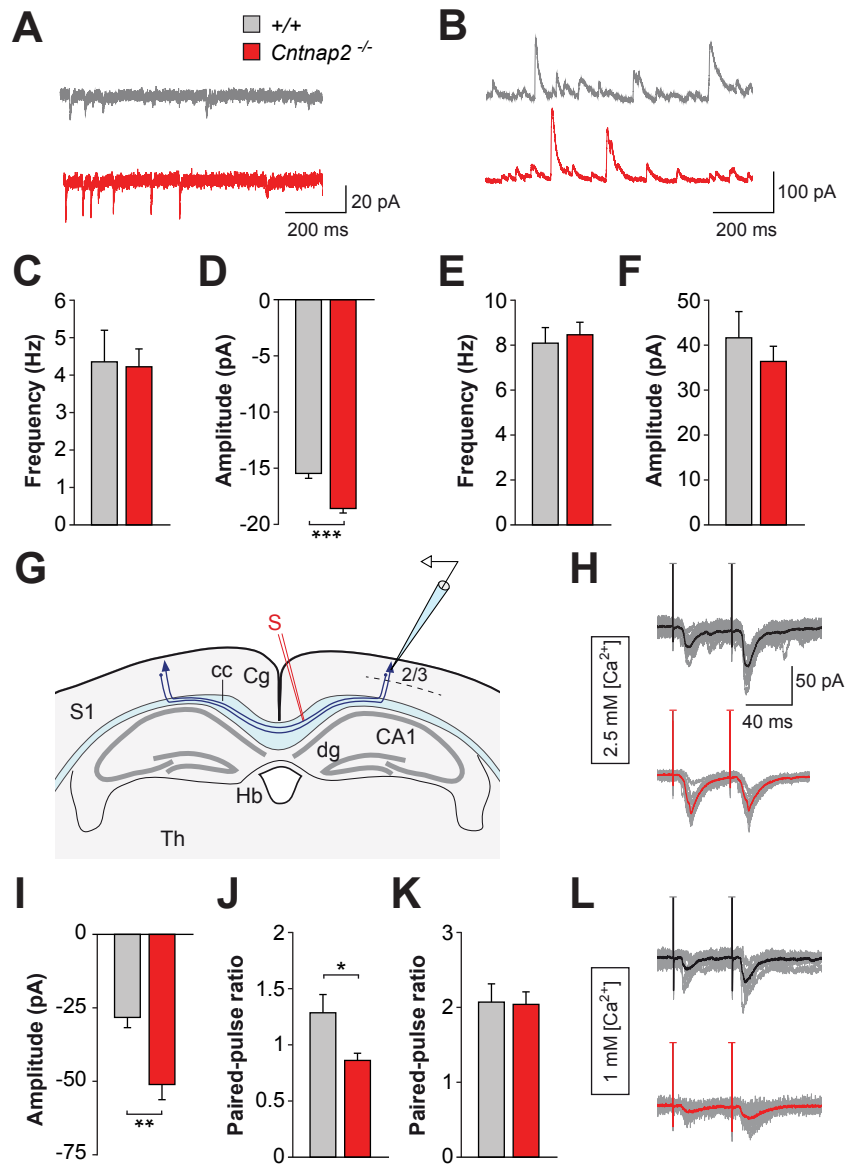 A
+/+
Cntnap2 -/-
20 pA
200 ms
B
100 pA
200 ms
C
Frequency (Hz)
6
5
4
3
2
1
0
D
Amplitude (pA)
0
-5
-10
-15
-20
***
E
Frequency (Hz)
10
8
6
4
2
0
F
Amplitude (pA)
50
40
30
20
10
0
G
S
cc
Cg
2/3
S1
CA1
dg
Hb
Th
H
2.5 mM [Ca2+]
50 pA
40 ms
I
Amplitude (pA)
0
-25
-50
-75
**
J
Paired-pulse ratio
2
1.5
1
0.5
0
*
K
Paired-pulse ratio
3
2
1
0
L
1 mM [Ca2+]